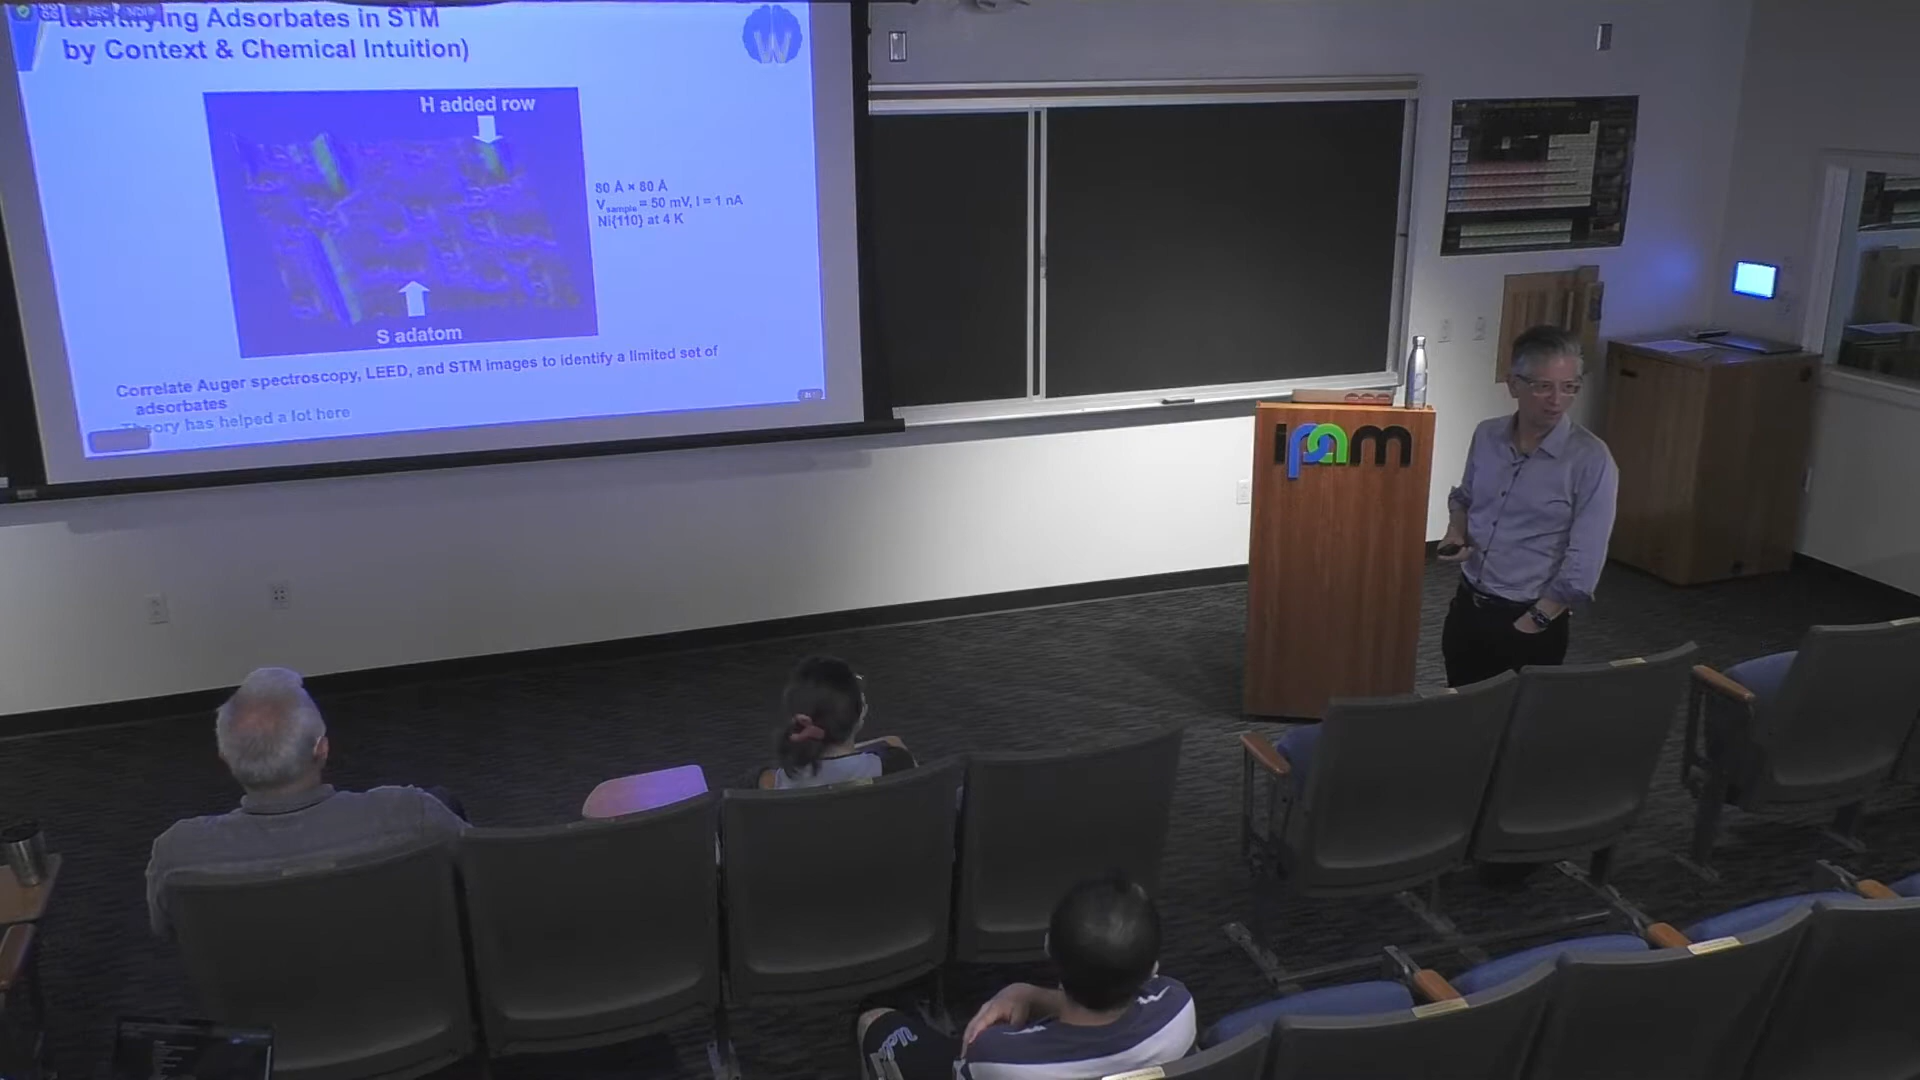 Identifying Adsorbates in STM
by Context & Chemical Intuition)
W
H added row
80 Å × 80 Å
Vsample = 50 mV, I = 1 nA
Ni{110} at 4 K
S adatom
Correlate Auger spectroscopy, LEED, and STM images to identify a limited set of
adsorbates
Theory has helped a lot here
ipam